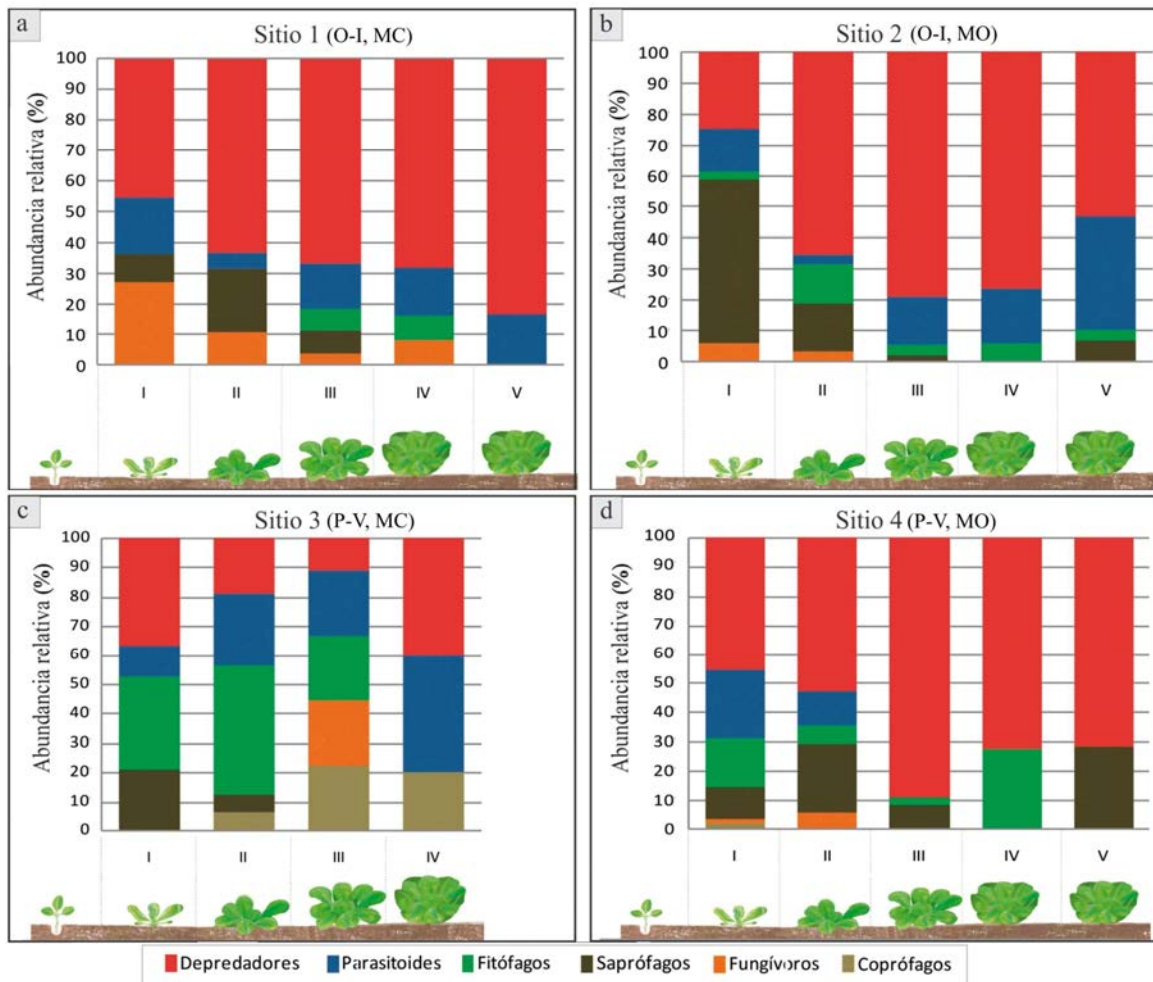 a
Sitio 1 (O-I, MC)
Abundancia relativa (%)
100
90
80
70
60
50
40
30
20
10
0
I II III IV V
b
Sitio 2 (O-I, MO)
Abundancia relativa (%)
100
90
80
70
60
50
40
30
20
10
0
I II III IV V
c
Sitio 3 (P-V, MC)
Abundancia relativa (%)
100
90
80
70
60
50
40
30
20
10
0
I II III IV
d
Sitio 4 (P-V, MO)
Abundancia relativa (%)
100
90
80
70
60
50
40
30
20
10
0
I II III IV V
Depredadores Parasitoides Fitófagos Saprófagos Fungívoros Coprófagos